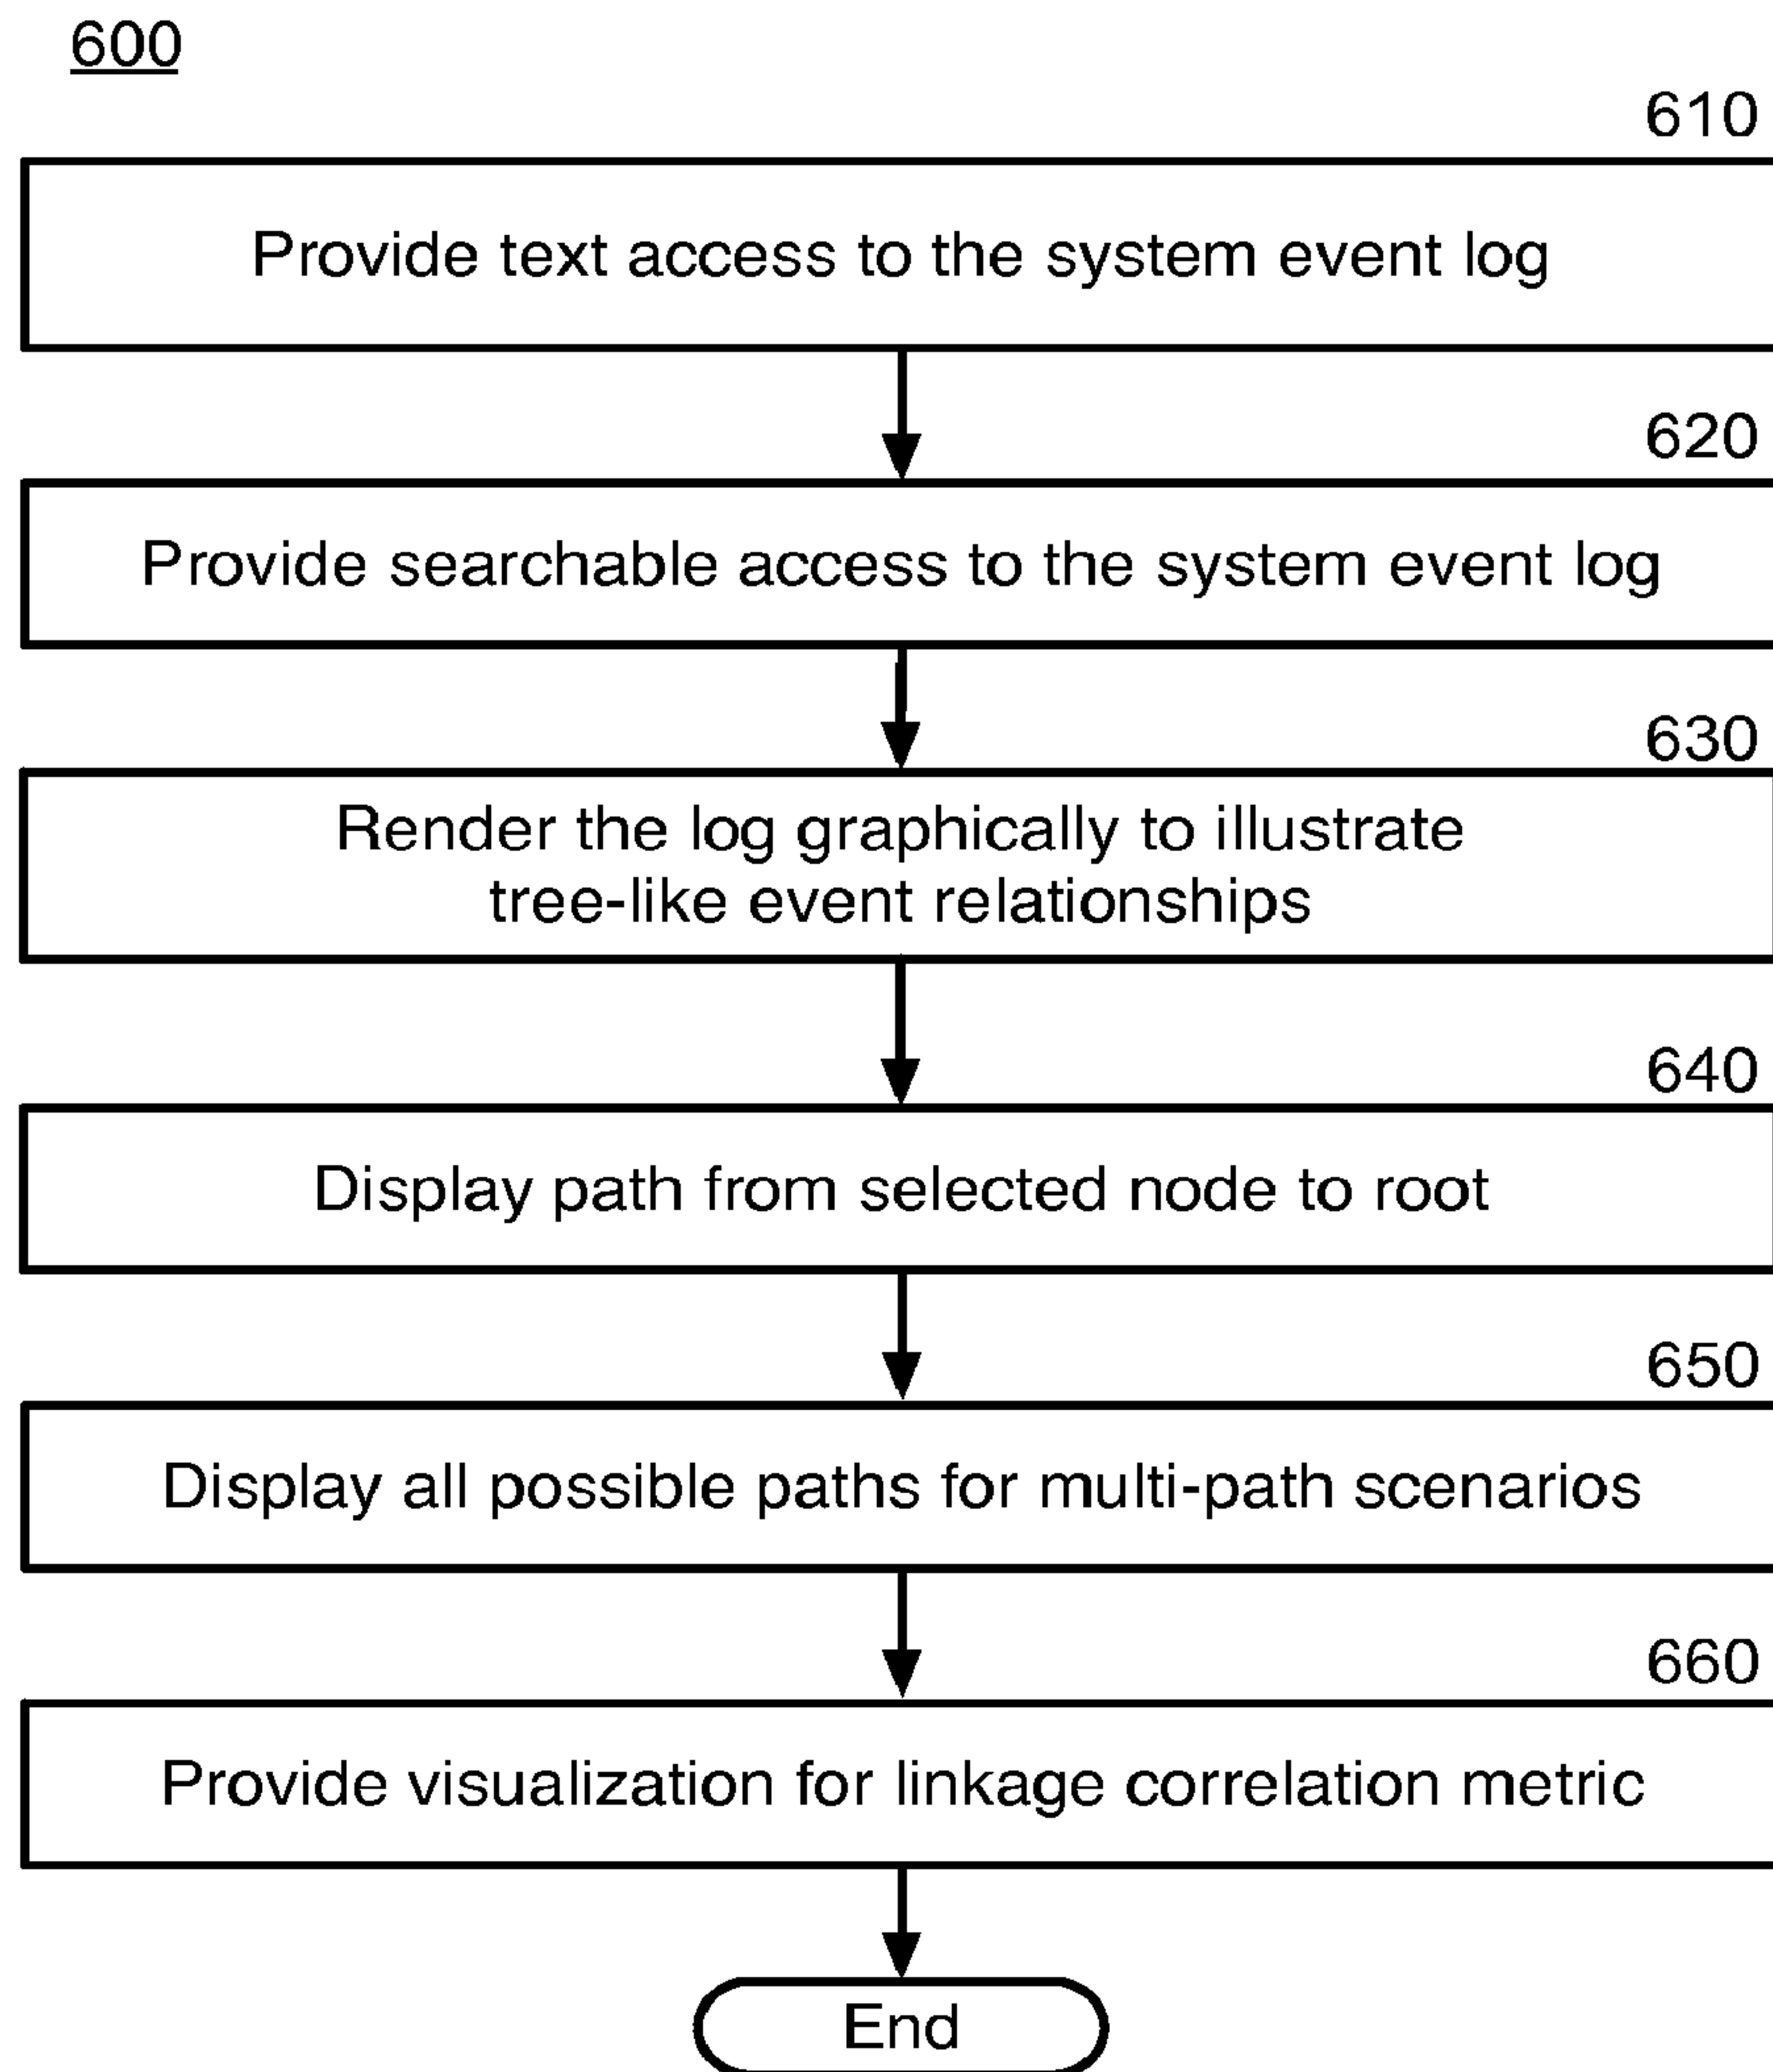 600
610
Provide text access to the system event log
620
Provide searchable access to the system event log
630
Render the log graphically to illustrate
tree-like event relationships
640
Display path from selected node to root
650
Display all possible paths for multi-path scenarios
660
Provide visualization for linkage correlation metric
End